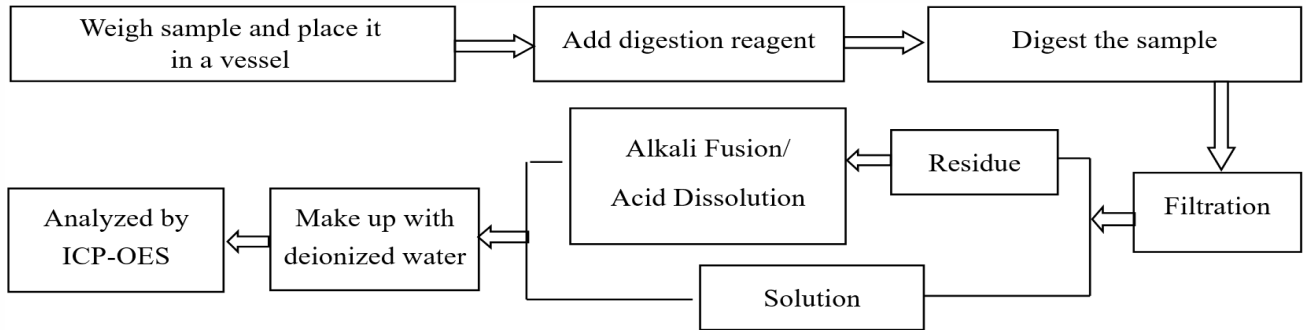 Weigh sample and place it
in a vessel
Add digestion reagent
Digest the sample
Filtration
Residue
Alkali Fusion/
Acid Dissolution
Solution
Make up with
deionized water
Analyzed by
ICP-OES